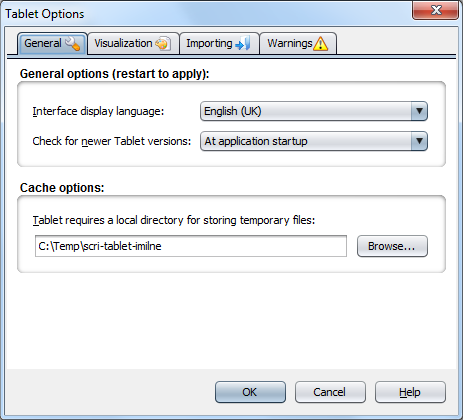 Tablet Options
General Visualization Importing Warnings
General options (restart to apply):
Interface display language: English (UK)
Check for newer Tablet versions: At application startup
Cache options:
Tablet requires a local directory for storing temporary files:
C:\Temp\scri-tablet-imilne Browse...
OK Cancel Help